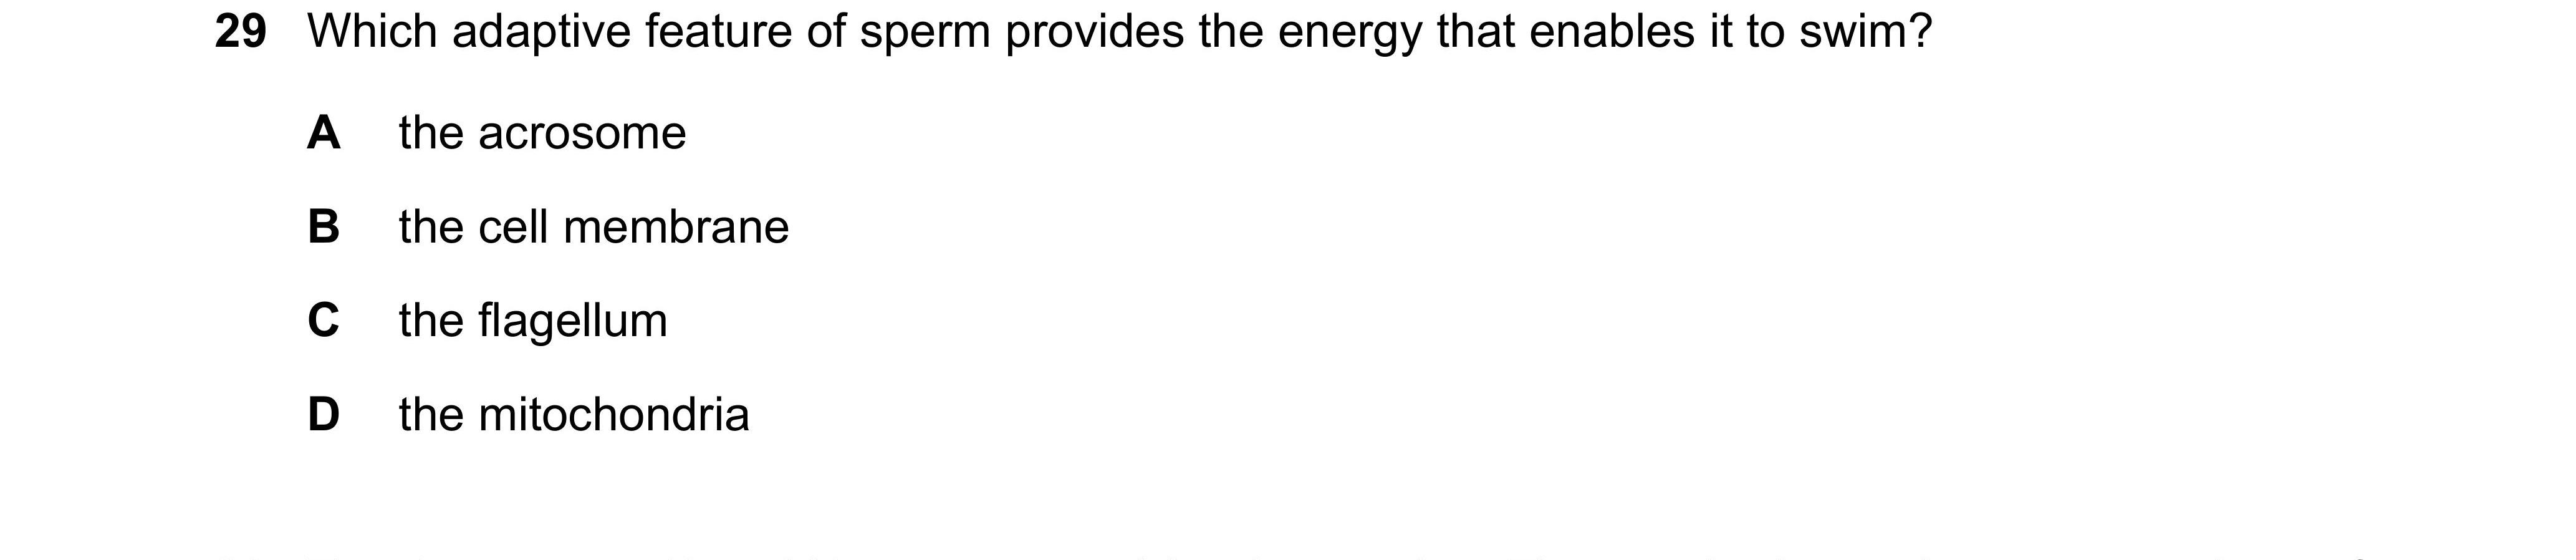 29 Which adaptive feature of sperm provides the energy that enables it to swim?
A the acrosome
B the cell membrane
C the flagellum
D the mitochondria